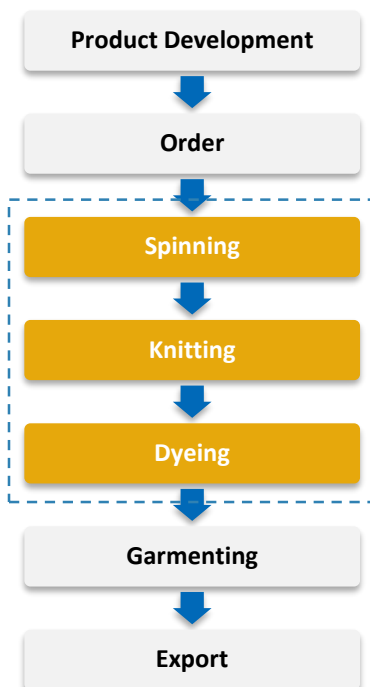 Product Development
Order
Spinning
Knitting
Dyeing
Garmenting
Export